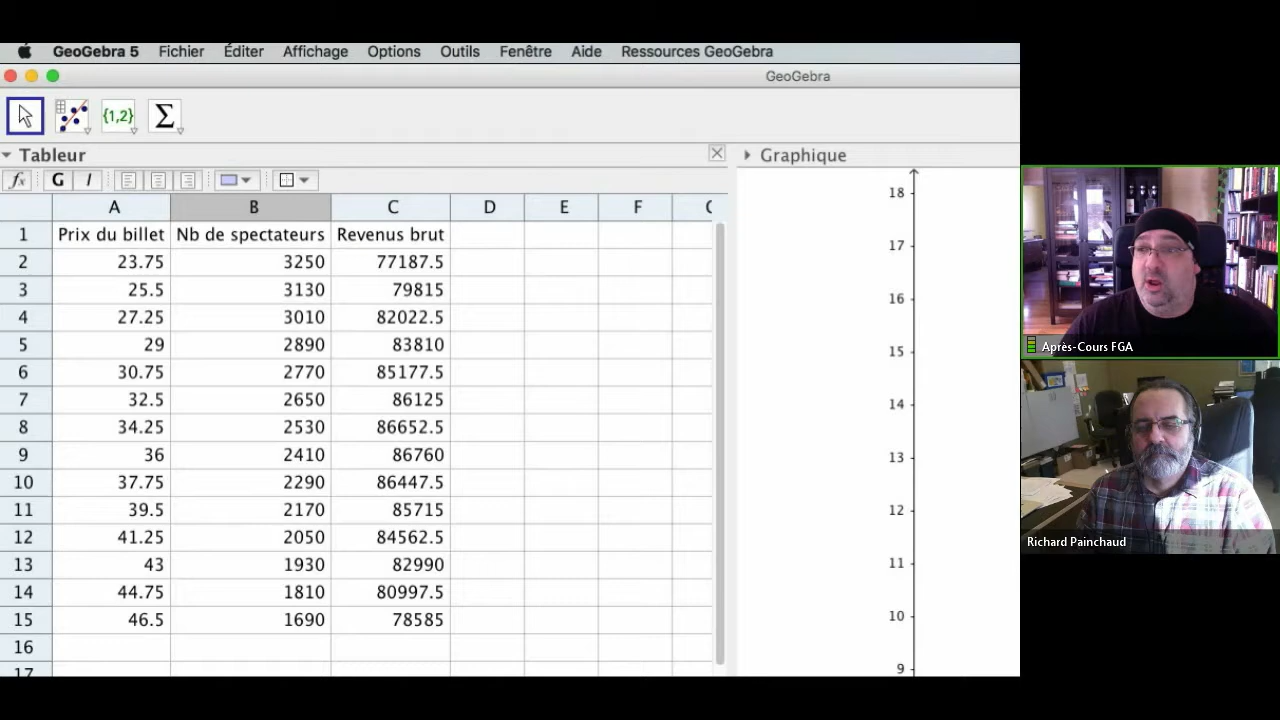 GeoGebra 5 Fichier Éditer Affichage Options Outils Fenêtre Aide Ressources GeoGebra
GeoGebra
{1,2} Σ
Tableur
Graphique
fx G I
A B C D E F
1 Prix du billet Nb de spectateurs Revenus brut
2 23.75 3250 77187.5
3 25.5 3130 79815
4 27.25 3010 82022.5
5 29 2890 83810
6 30.75 2770 85177.5
7 32.5 2650 86125
8 34.25 2530 86652.5
9 36 2410 86760
10 37.75 2290 86447.5
11 39.5 2170 85715
12 41.25 2050 84562.5
13 43 1930 82990
14 44.75 1810 80997.5
15 46.5 1690 78585
16
17
18
17
16
15
14
13
12
11
10
9
Après-Cours FGA
Richard Painchaud